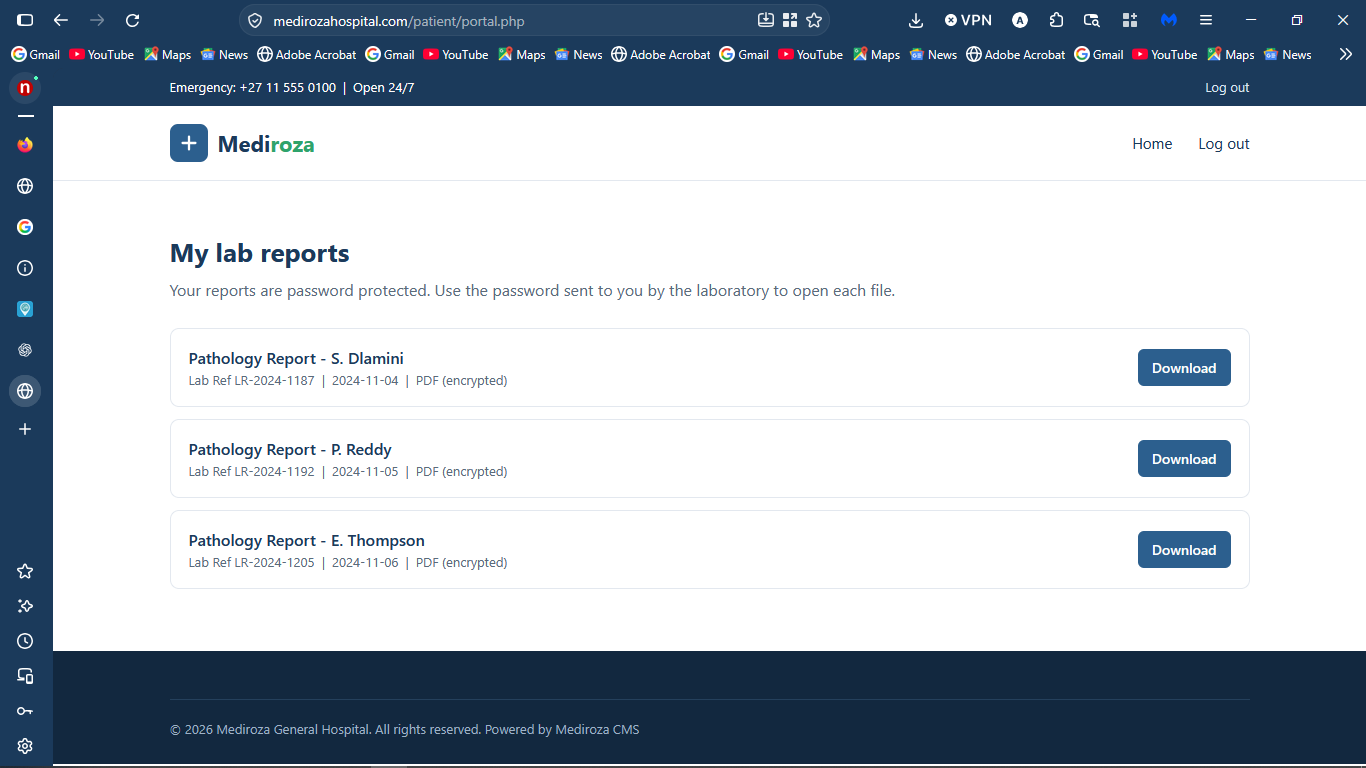 medirozahospital.com/patient/portal.php
VPN
A
Gmail YouTube Maps News Adobe Acrobat Gmail YouTube Maps News Adobe Acrobat Gmail YouTube Maps News Adobe Acrobat Gmail YouTube Maps News
n
Emergency: +27 11 555 0100 | Open 24/7
Log out
Mediroza
Home
Log out
My lab reports
Your reports are password protected. Use the password sent to you by the laboratory to open each file.
Pathology Report - S. Dlamini
Lab Ref LR-2024-1187 | 2024-11-04 | PDF (encrypted)
Download
Pathology Report - P. Reddy
Lab Ref LR-2024-1192 | 2024-11-05 | PDF (encrypted)
Download
Pathology Report - E. Thompson
Lab Ref LR-2024-1205 | 2024-11-06 | PDF (encrypted)
Download
© 2026 Mediroza General Hospital. All rights reserved. Powered by Mediroza CMS